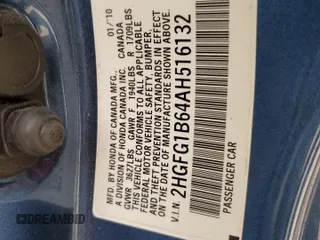 MFD. BY HONDA OF CANADA MFG.,
A DIVISION OF HONDA CANADA INC. CANADA 01/'10
GVWR 3627LBS GAWR F 1940LBS R 1709LBS
THIS VEHICLE CONFORMS TO ALL APPLICABLE
FEDERAL MOTOR VEHICLE SAFETY, BUMPER,
AND THEFT PREVENTION STANDARDS IN EFFECT
ON THE DATE OF MANUFACTURE SHOWN ABOVE.
V.I.N. 2HGFG1B64AH516132
PASSENGER CAR
DREAMBID